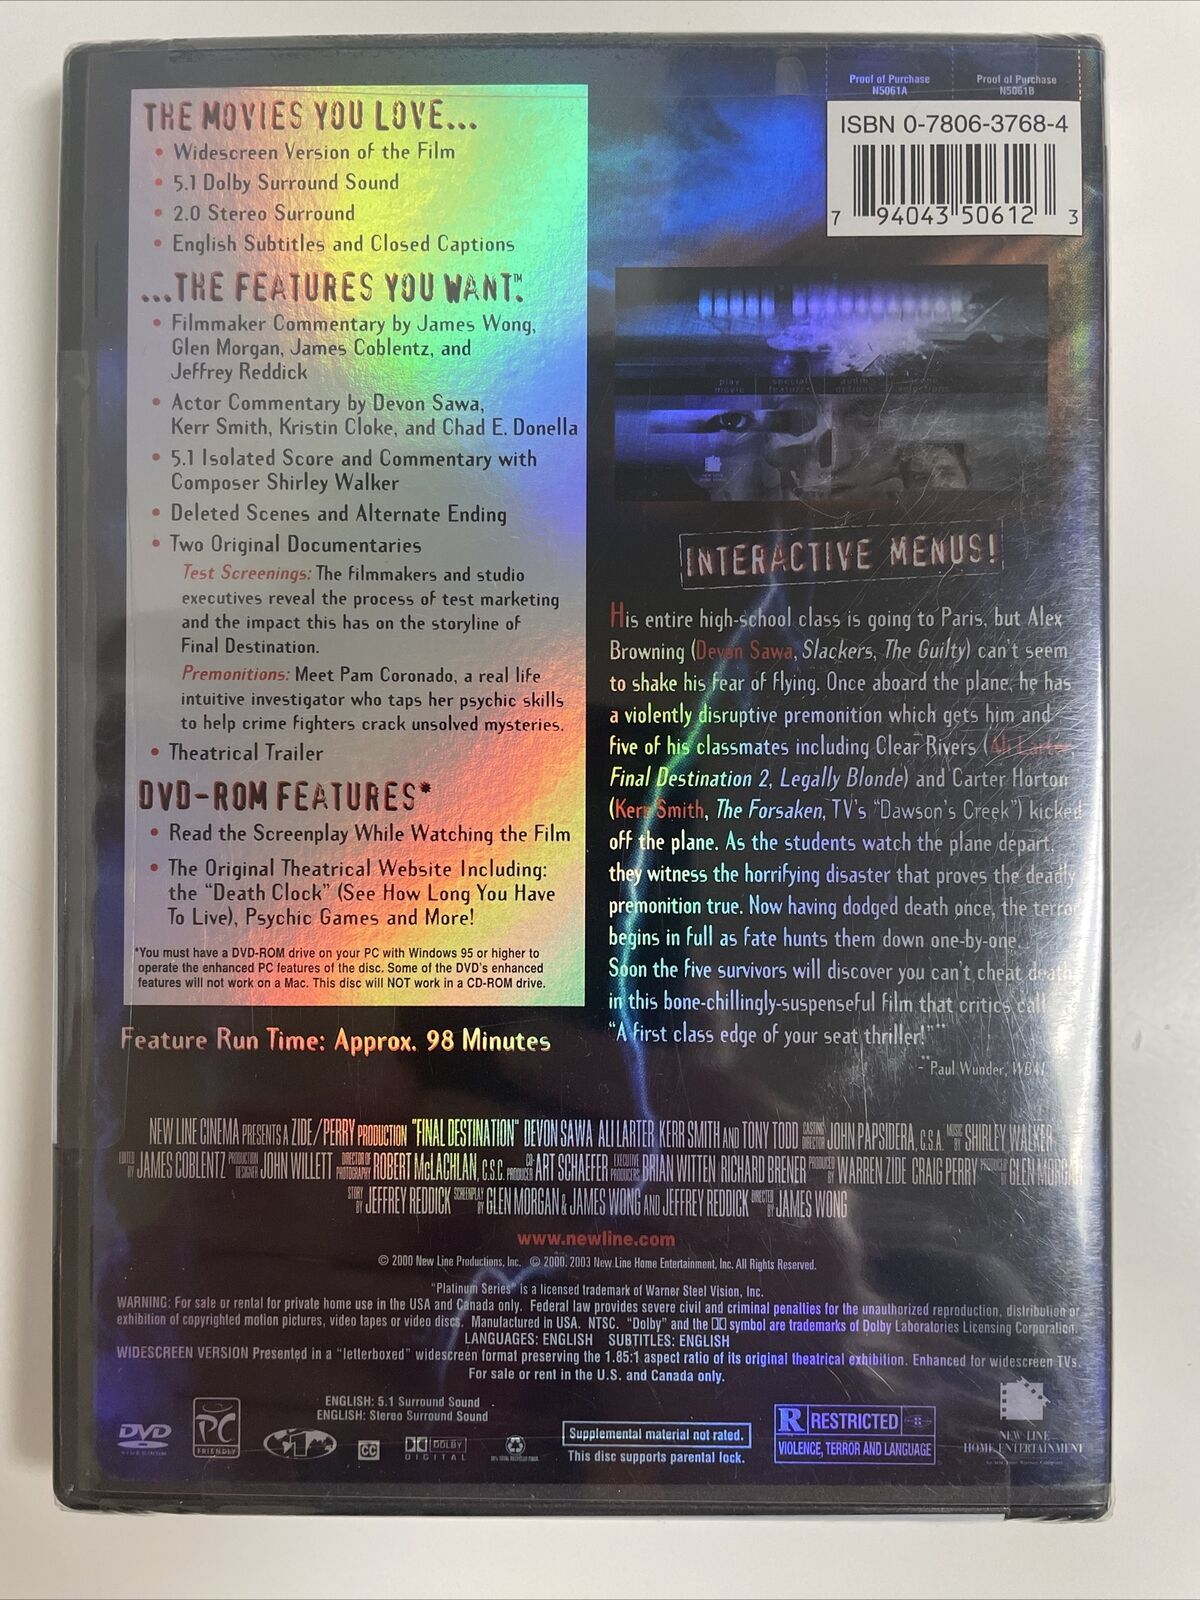 THE MOVIES YOU LOVE...
• Widescreen Version of the Film
• 5.1 Dolby Surround Sound
• 2.0 Stereo Surround
• English Subtitles and Closed Captions
...THE FEATURES YOU WANT.™
• Filmmaker Commentary by James Wong,
Glen Morgan, James Coblentz, and
Jeffrey Reddick
• Actor Commentary by Devon Sawa,
Kerr Smith, Kristin Cloke, and Chad E. Donella
• 5.1 Isolated Score and Commentary with
Composer Shirley Walker
• Deleted Scenes and Alternate Ending
• Two Original Documentaries
Test Screenings: The filmmakers and studio
executives reveal the process of test marketing
and the impact this has on the storyline of
Final Destination.
Premonitions: Meet Pam Coronado, a real life
intuitive investigator who taps her psychic skills
to help crime fighters crack unsolved mysteries.
• Theatrical Trailer
DVD-ROM FEATURES*
• Read the Screenplay While Watching the Film
• The Original Theatrical Website Including:
the "Death Clock" (See How Long You Have
To Live), Psychic Games and More!
*You must have a DVD-ROM drive on your PC with Windows 95 or higher to
operate the enhanced PC features of the disc. Some of the DVD's enhanced
features will not work on a Mac. This disc will NOT work in a CD-ROM drive.
Feature Run Time: Approx. 98 Minutes
Proof of Purchase
N5061A
Proof of Purchase
N5061B
ISBN 0-7806-3768-4
7 94043 50612 3
play movie
special features
audio options
scene selections
NEW LINE
HOME VIDEO
INTERACTIVE MENUS!
His entire high-school class is going to Paris, but Alex
Browning (Devon Sawa, Slackers, The Guilty) can't seem
to shake his fear of flying. Once aboard the plane, he has
a violently disruptive premonition which gets him and
five of his classmates including Clear Rivers (Ali Larter
Final Destination 2, Legally Blonde) and Carter Horton
(Kerr Smith, The Forsaken, TV's "Dawson's Creek") kicked
off the plane. As the students watch the plane depart,
they witness the horrifying disaster that proves the deadly
premonition true. Now having dodged death once, the terror
begins in full as fate hunts them down one-by-one.
Soon the five survivors will discover you can't cheat death
in this bone-chillingly-suspenseful film that critics call
"A first class edge of your seat thriller!"**
- **Paul Wunder, WBAI
NEW LINE CINEMA PRESENTS A ZIDE/PERRY PRODUCTION "FINAL DESTINATION" DEVON SAWA ALI LARTER KERR SMITH AND TONY TODD CASTING DIRECTOR JOHN PAPSIDERA, C.S.A. MUSIC BY SHIRLEY WALKER
EDITED BY JAMES COBLENTZ PRODUCTION DESIGNER JOHN WILLETT DIRECTOR OF PHOTOGRAPHY ROBERT McLACHLAN, C.S.C. CO-PRODUCER ART SCHAEFER EXECUTIVE PRODUCERS BRIAN WITTEN RICHARD BRENER PRODUCED BY WARREN ZIDE CRAIG PERRY PRODUCED BY GLEN MORGAN
STORY BY JEFFREY REDDICK SCREENPLAY BY GLEN MORGAN & JAMES WONG AND JEFFREY REDDICK DIRECTED BY JAMES WONG
www.newline.com
© 2000 New Line Productions, Inc. © 2000, 2003 New Line Home Entertainment, Inc. All Rights Reserved.
"Platinum Series" is a licensed trademark of Warner Steel Vision, Inc.
WARNING: For sale or rental for private home use in the USA and Canada only. Federal law provides severe civil and criminal penalties for the unauthorized reproduction, distribution or
exhibition of copyrighted motion pictures, video tapes or video discs. Manufactured in USA. NTSC. "Dolby" and the DD symbol are trademarks of Dolby Laboratories Licensing Corporation.
LANGUAGES: ENGLISH SUBTITLES: ENGLISH
WIDESCREEN VERSION Presented in a "letterboxed" widescreen format preserving the 1.85:1 aspect ratio of its original theatrical exhibition. Enhanced for widescreen TVs.
For sale or rent in the U.S. and Canada only.
ENGLISH: 5.1 Surround Sound
ENGLISH: Stereo Surround Sound
DVD
VIDEO/ROM
PC
FRIENDLY
CC
DOLBY
DIGITAL
Supplemental material not rated.
This disc supports parental lock.
R RESTRICTED R
VIOLENCE, TERROR AND LANGUAGE
NEW LINE
HOME ENTERTAINMENT